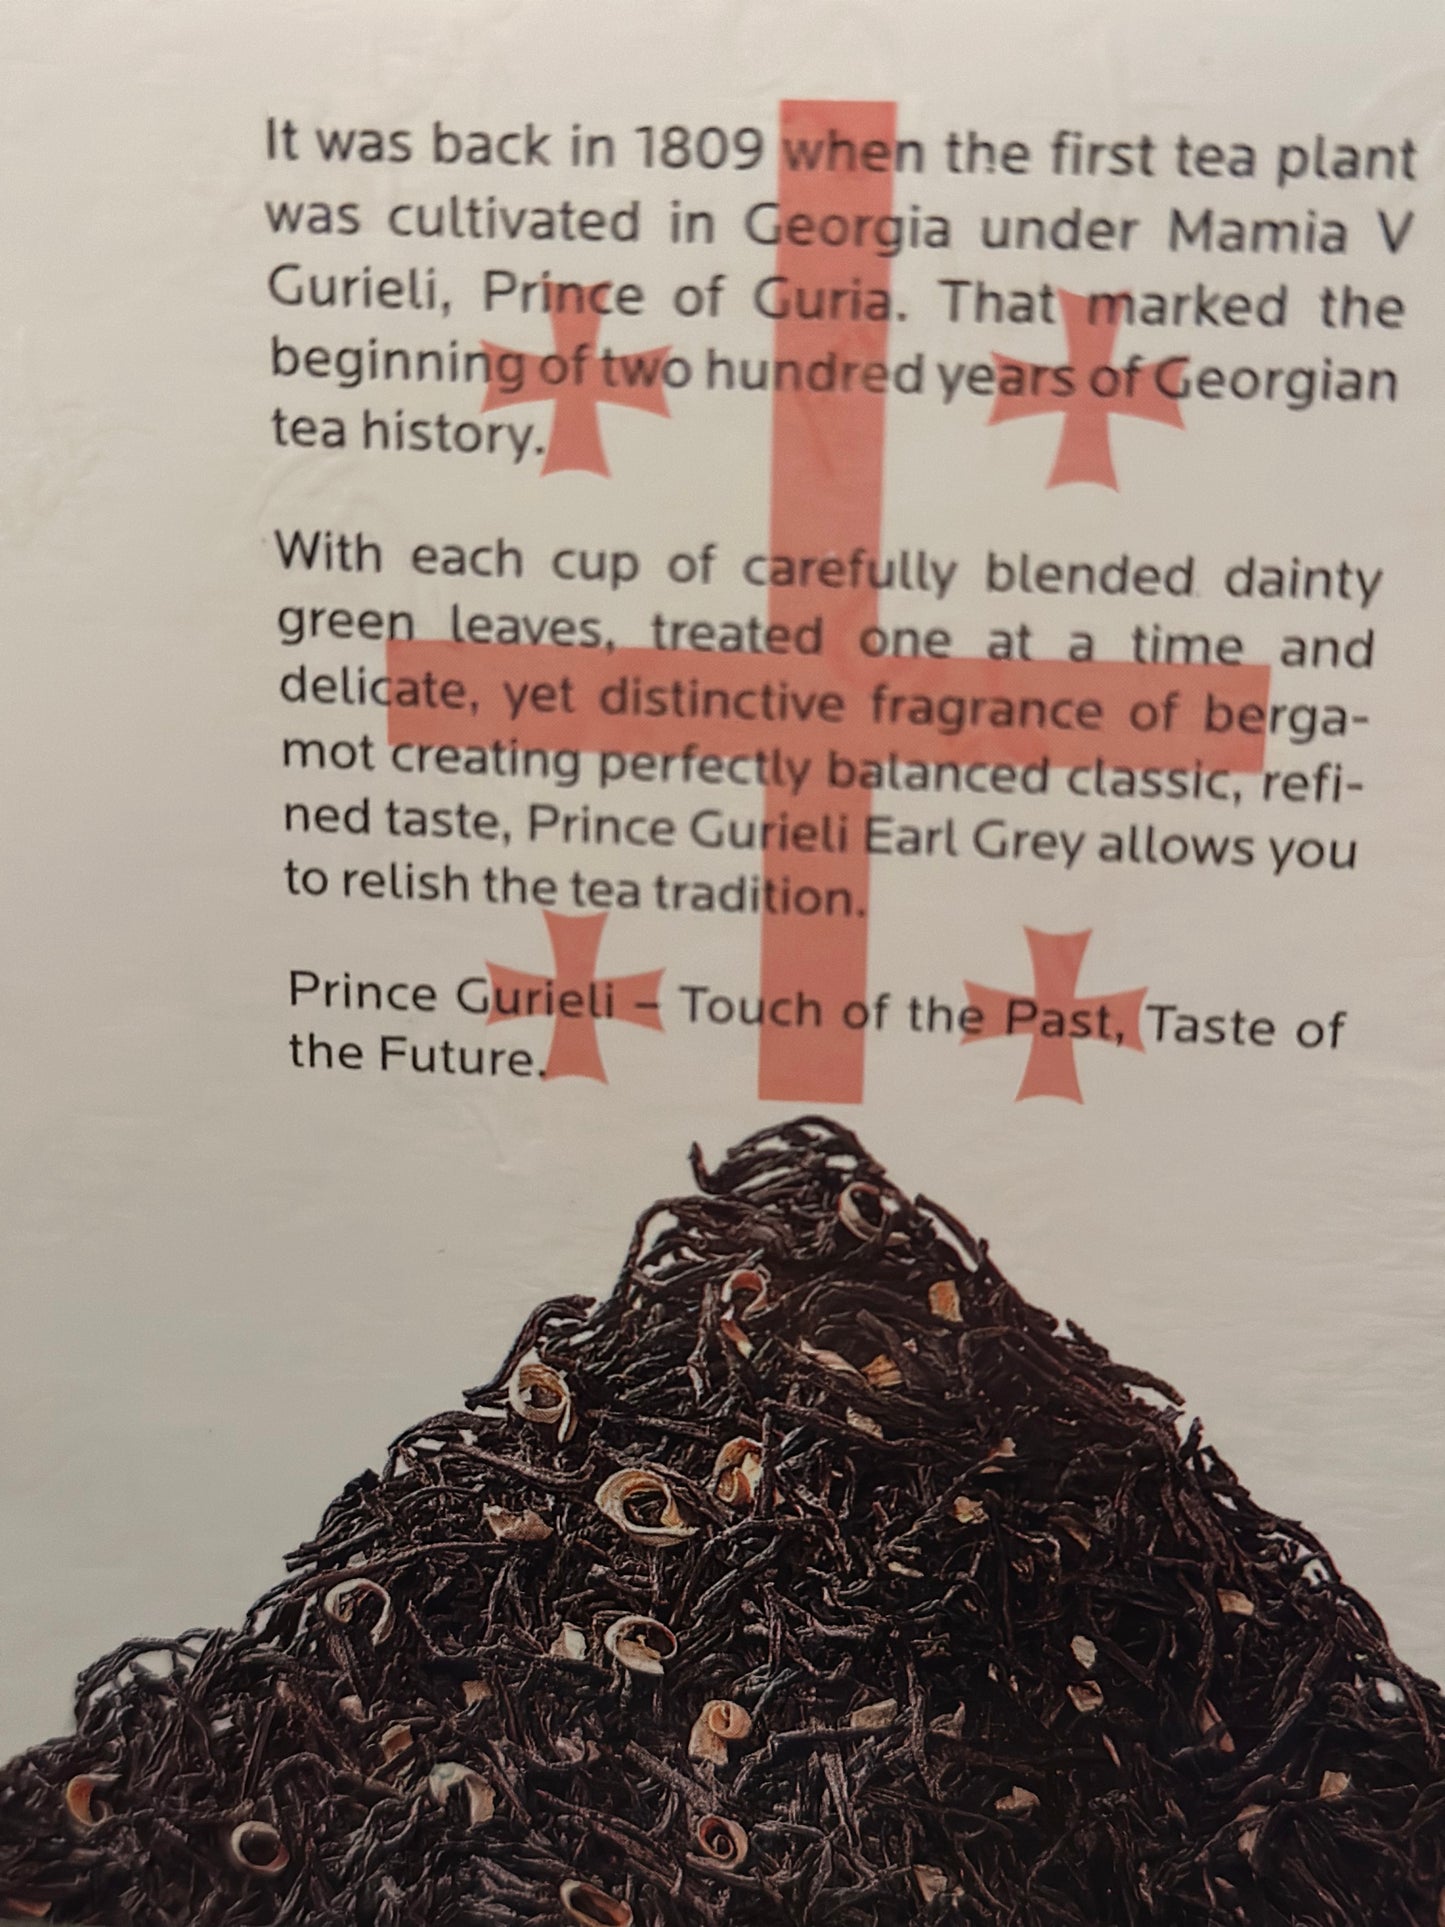 It was back in 1809 when the first tea plant
was cultivated in Georgia under Mamia V
Gurieli, Prince of Guria. That marked the
beginning of two hundred years of Georgian
tea history.
With each cup of carefully blended dainty
green leaves, treated one at a time and
delicate, yet distinctive fragrance of berga-
mot creating perfectly balanced classic, refi-
ned taste, Prince Gurieli Earl Grey allows you
to relish the tea tradition.
Prince Gurieli – Touch of the Past, Taste of
the Future.